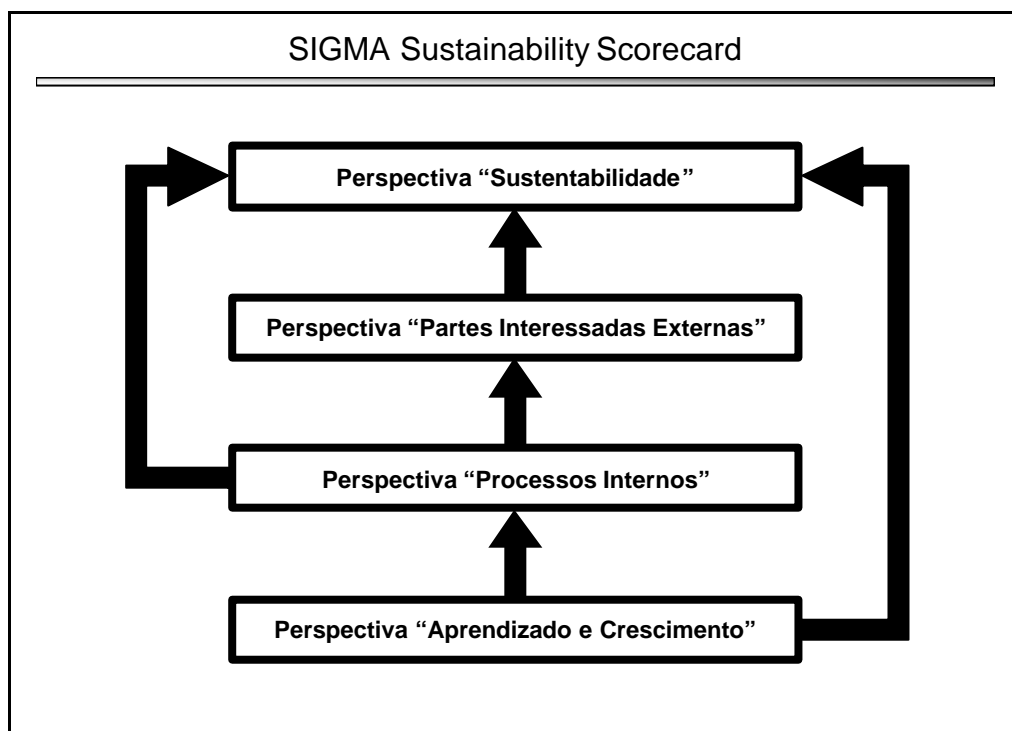 SIGMA Sustainability Scorecard
Perspectiva “Sustentabilidade”
Perspectiva “Partes Interessadas Externas”
Perspectiva “Processos Internos”
Perspectiva “Aprendizado e Crescimento”